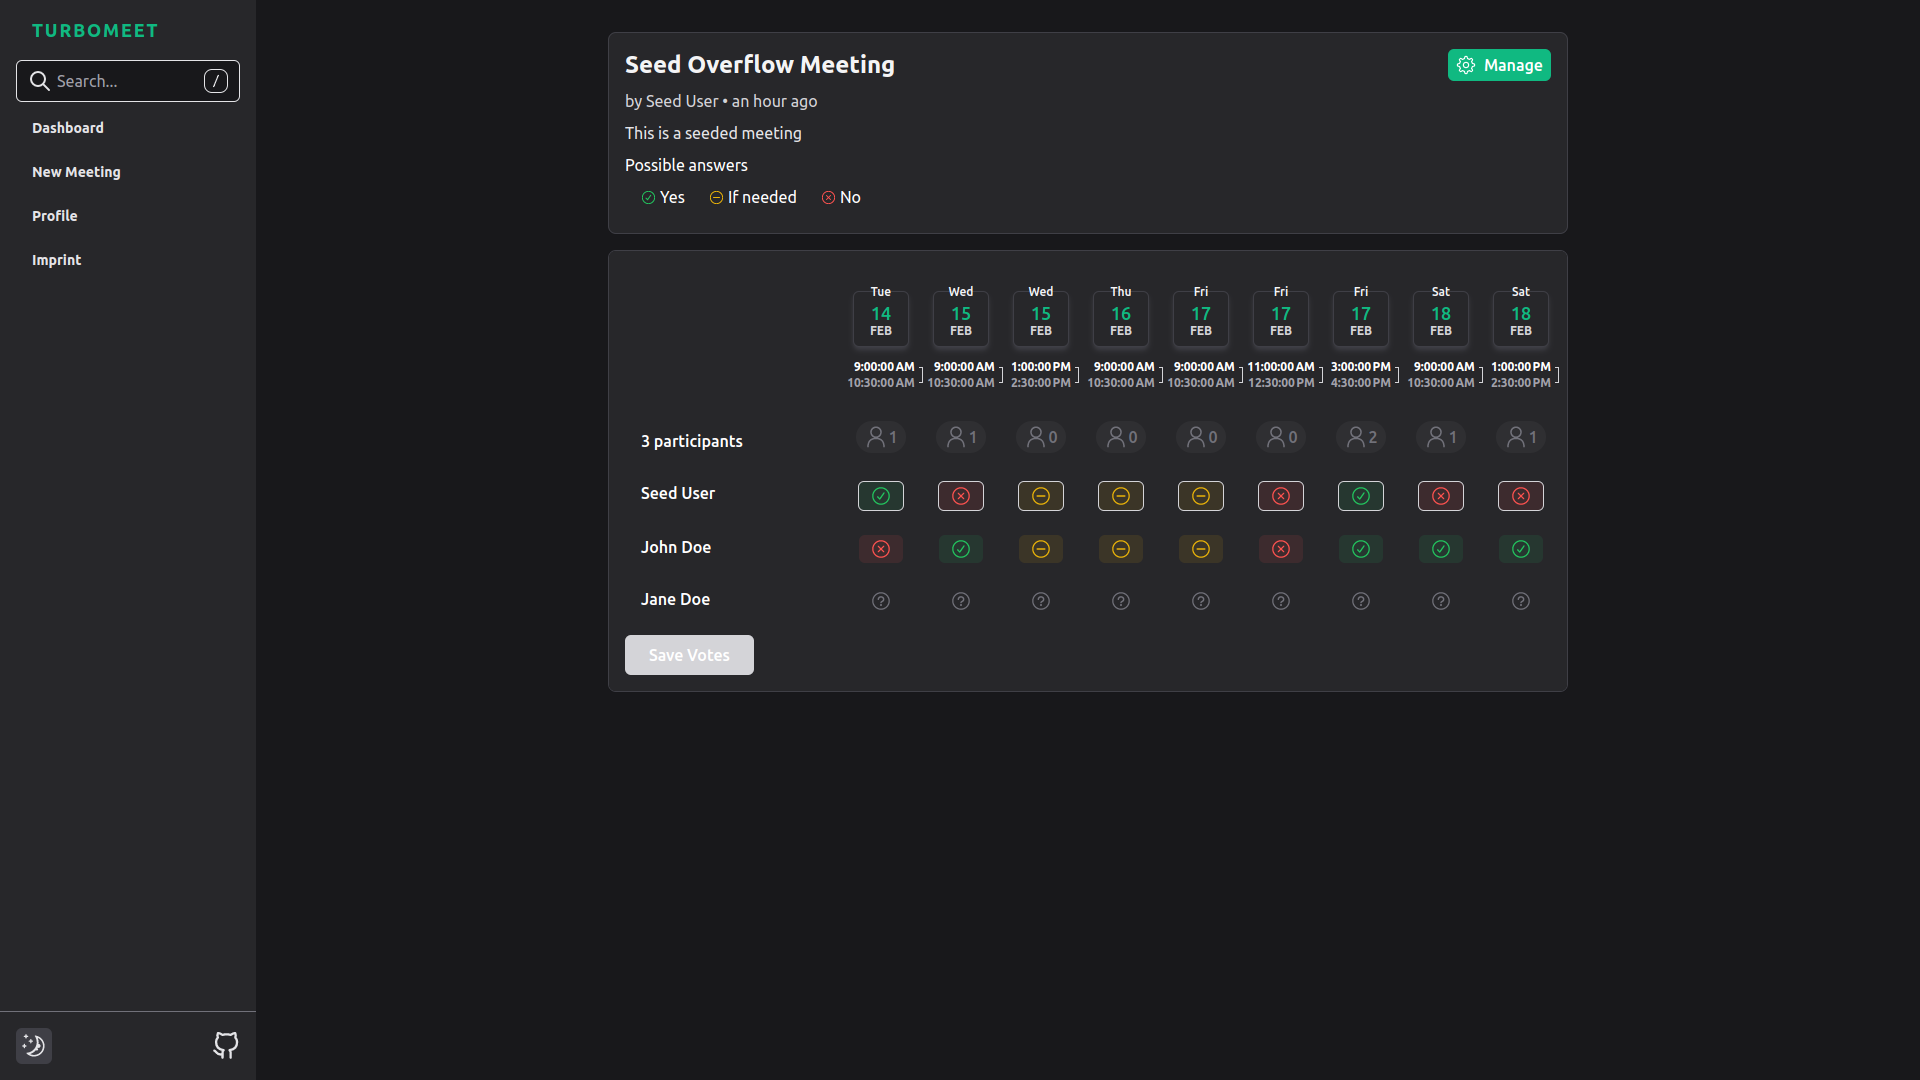 TURBOMEET
Search...
/
Dashboard
New Meeting
Profile
Imprint
Seed Overflow Meeting
Manage
by Seed User • an hour ago
This is a seeded meeting
Possible answers
Yes If needed No
Tue Wed Wed Thu Fri Fri Fri Sat Sat
14 15 15 16 17 17 17 18 18
FEB FEB FEB FEB FEB FEB FEB FEB FEB
9:00:00 AM 9:00:00 AM 1:00:00 PM 9:00:00 AM 9:00:00 AM 11:00:00 AM 3:00:00 PM 9:00:00 AM 1:00:00 PM
10:30:00 AM 10:30:00 AM 2:30:00 PM 10:30:00 AM 10:30:00 AM 12:30:00 PM 4:30:00 PM 10:30:00 AM 2:30:00 PM
3 participants 1 1 0 0 0 0 2 1 1
Seed User
John Doe
Jane Doe ? ? ? ? ? ? ? ? ?
Save Votes